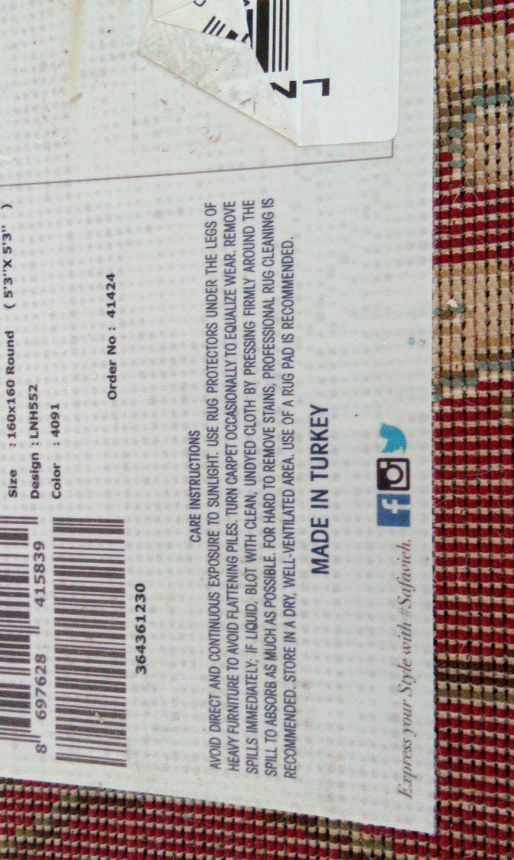 Size : 160x160 Round ( 5'3"X 5'3" )
Design : LNH552
Color : 4091
8 697628 415839
Order No : 41424
364361230
CARE INSTRUCTIONS
AVOID DIRECT AND CONTINUOUS EXPOSURE TO SUNLIGHT. USE RUG PROTECTORS UNDER THE LEGS OF
HEAVY FURNITURE TO AVOID FLATTENING PILES. TURN CARPET OCCASIONALLY TO EQUALIZE WEAR. REMOVE
SPILLS IMMEDIATELY; IF LIQUID, BLOT WITH CLEAN, UNDYED CLOTH BY PRESSING FIRMLY AROUND THE
SPILL TO ABSORB AS MUCH AS POSSIBLE. FOR HARD TO REMOVE STAINS, PROFESSIONAL RUG CLEANING IS
RECOMMENDED. STORE IN A DRY, WELL-VENTILATED AREA. USE OF A RUG PAD IS RECOMMENDED.
MADE IN TURKEY
Express your Style with #Safavieh.